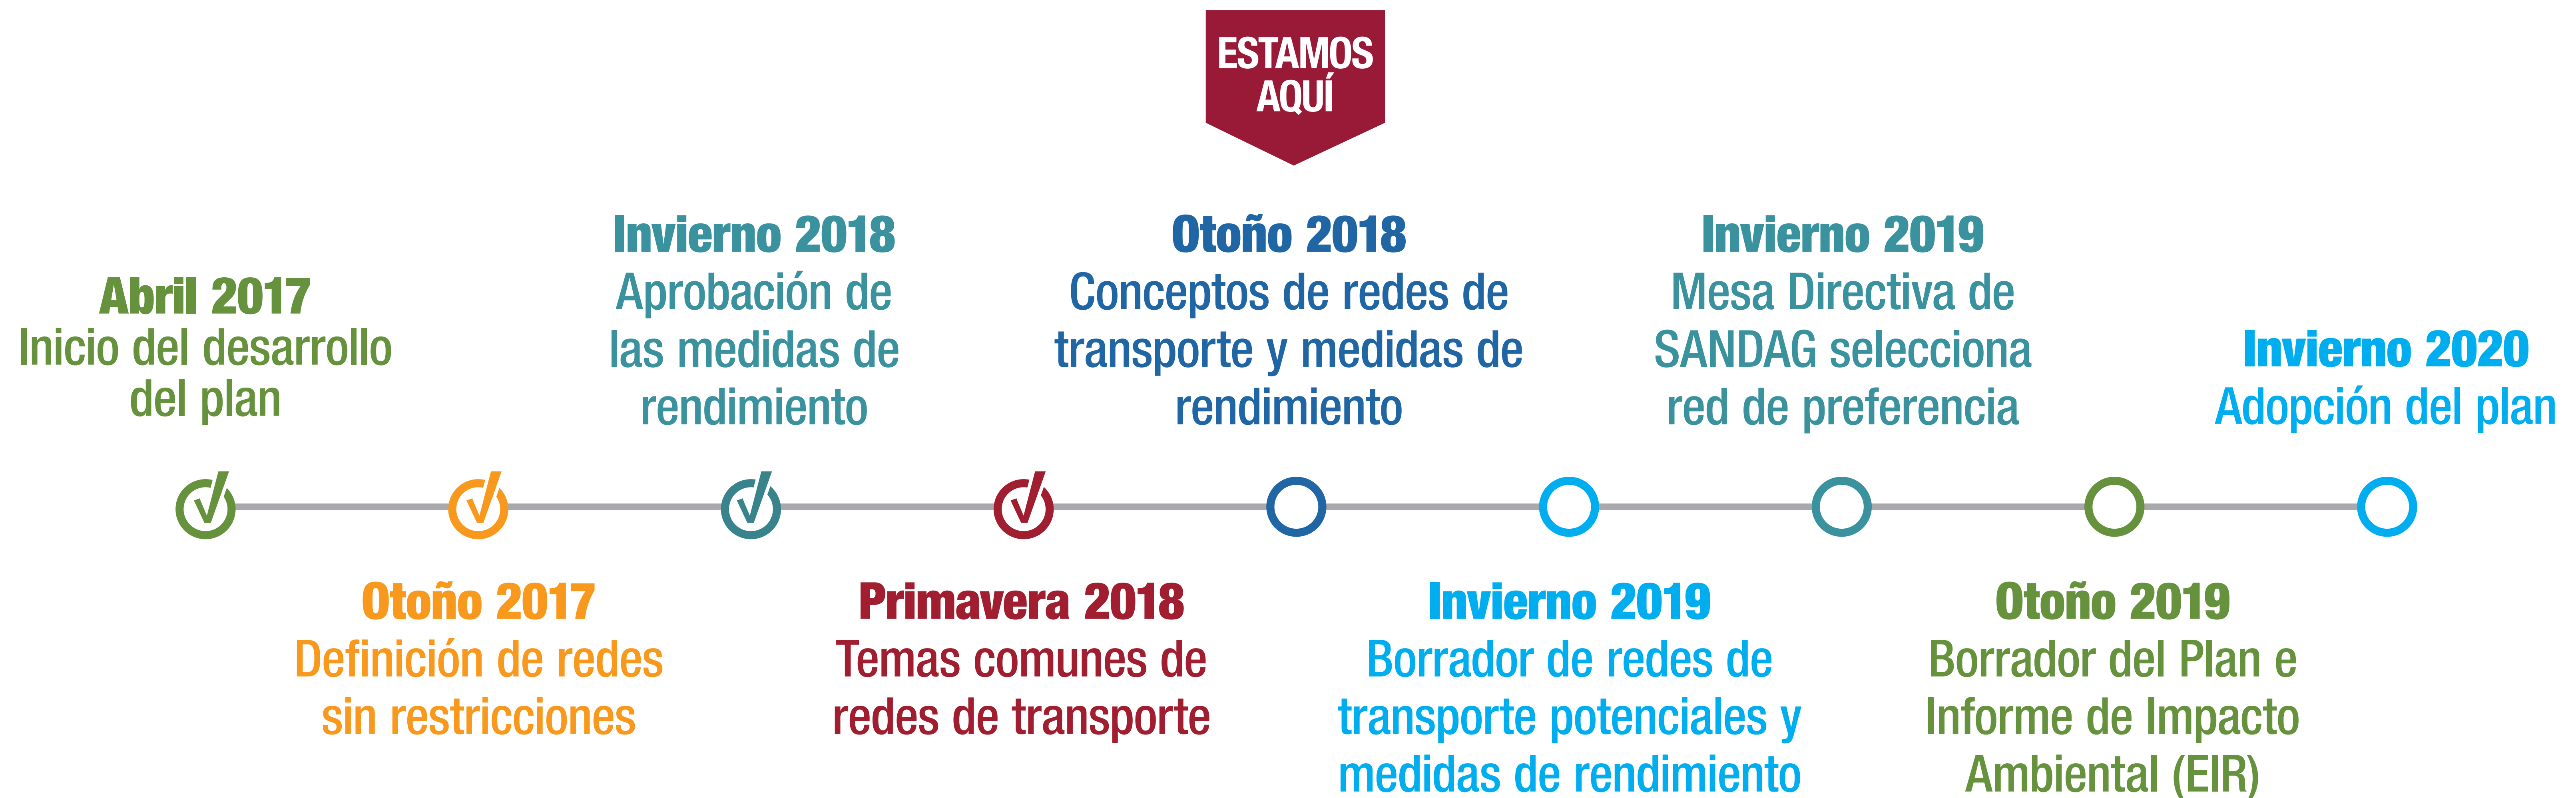 ESTAMOS
AQUÍ
Abril 2017
Inicio del desarrollo
del plan
Otoño 2017
Definición de redes
sin restricciones
Invierno 2018
Aprobación de
las medidas de
rendimiento
Primavera 2018
Temas comunes de
redes de transporte
Otoño 2018
Conceptos de redes de
transporte y medidas de
rendimiento
Invierno 2019
Borrador de redes de
transporte potenciales y
medidas de rendimiento
Invierno 2019
Mesa Directiva de
SANDAG selecciona
red de preferencia
Otoño 2019
Borrador del Plan e
Informe de Impacto
Ambiental (EIR)
Invierno 2020
Adopción del plan